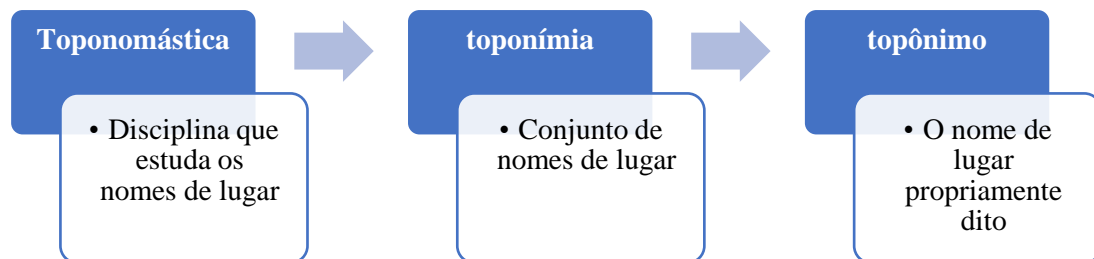 Toponomástica
• Disciplina que
estuda os
nomes de lugar
toponímia
• Conjunto de
nomes de lugar
topônimo
• O nome de
lugar
propriamente
dito